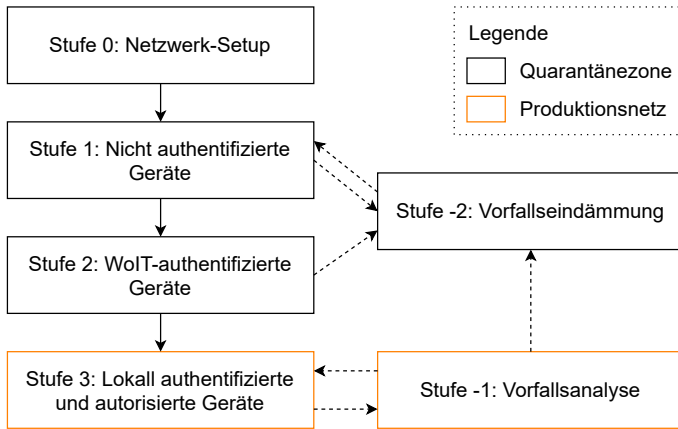 Stufe 0: Netzwerk-Setup
Legende
Quarantänezone
Produktionsnetz
Stufe 1: Nicht authentifizierte
Geräte
Stufe -2: Vorfallseindämmung
Stufe 2: WoIT-authentifizierte
Geräte
Stufe 3: Lokall authentifizierte
und autorisierte Geräte
Stufe -1: Vorfallsanalyse